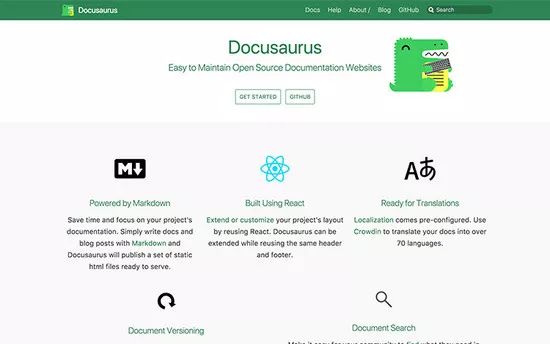 Docusaurus
Docs Help About / Blog GitHub Search
Docusaurus
Easy to Maintain Open Source Documentation Websites
GET STARTED GITHUB
M
Aあ
Powered by Markdown
Save time and focus on your project's
documentation. Simply write docs and
blog posts with Markdown and
Docusaurus will publish a set of static
html files ready to serve.
Built Using React
Extend or customize your project's layout
by reusing React. Docusaurus can be
extended while reusing the same header
and footer.
Ready for Translations
Localization comes pre-configured. Use
Crowdin to translate your docs into over
70 languages.
Document Versioning
Document Search